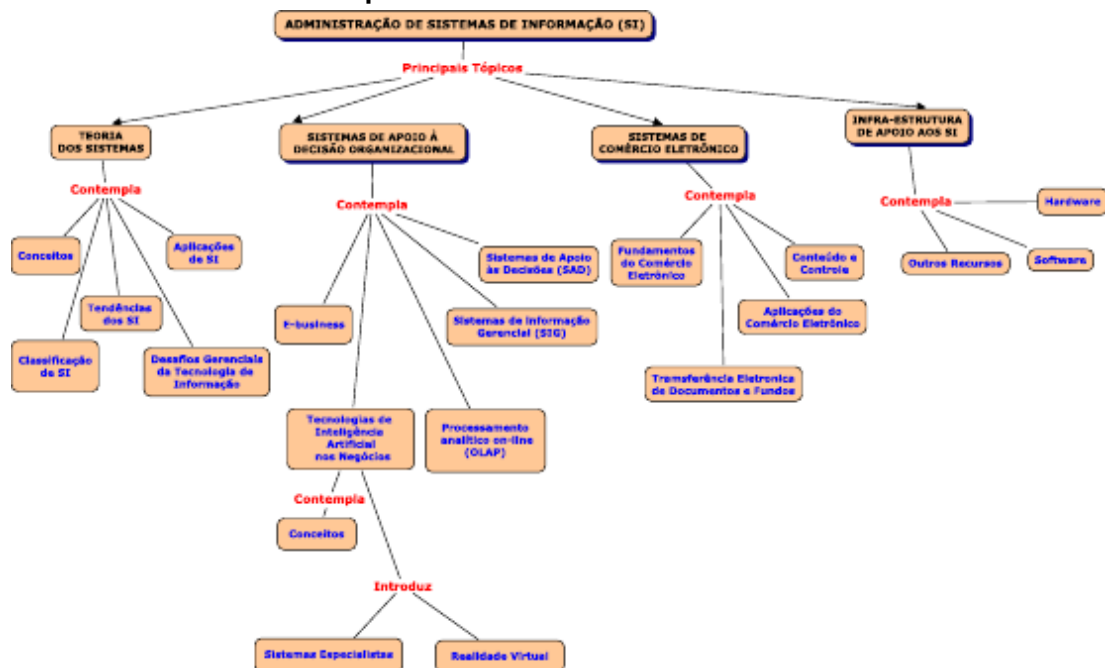 ADMINISTRAÇÃO DE SISTEMAS DE INFORMAÇÃO (SI)
Principais Tópicos
TEORIA
DOS SISTEMAS
SISTEMAS DE APOIO À
DECISÃO ORGANIZACIONAL
SISTEMAS DE
COMÉRCIO ELETRÔNICO
INFRA-ESTRUTURA
DE APOIO AOS SI
Contempla
Conceitos
Aplicações
de SI
Tendências
dos SI
Classificação
de SI
Desafios Gerenciais
da Tecnologia de
Informação
Contempla
Sistemas de Apoio
às Decisões (SAD)
E-business
Sistemas de Informação
Gerencial (SIG)
Tecnologias de
Inteligência
Artificial
nos Negócios
Processamento
analítico on-line
(OLAP)
Contempla
Conceitos
Introduz
Sistemas Especialistas
Realidade Virtual
Contempla
Fundamentos
do Comércio
Eletrônico
Conteúdo e
Controle
Aplicações do
Comércio Eletrônico
Transferência Eletronica
de Documentos e Fundos
Contempla
Hardware
Outros Recursos
Software